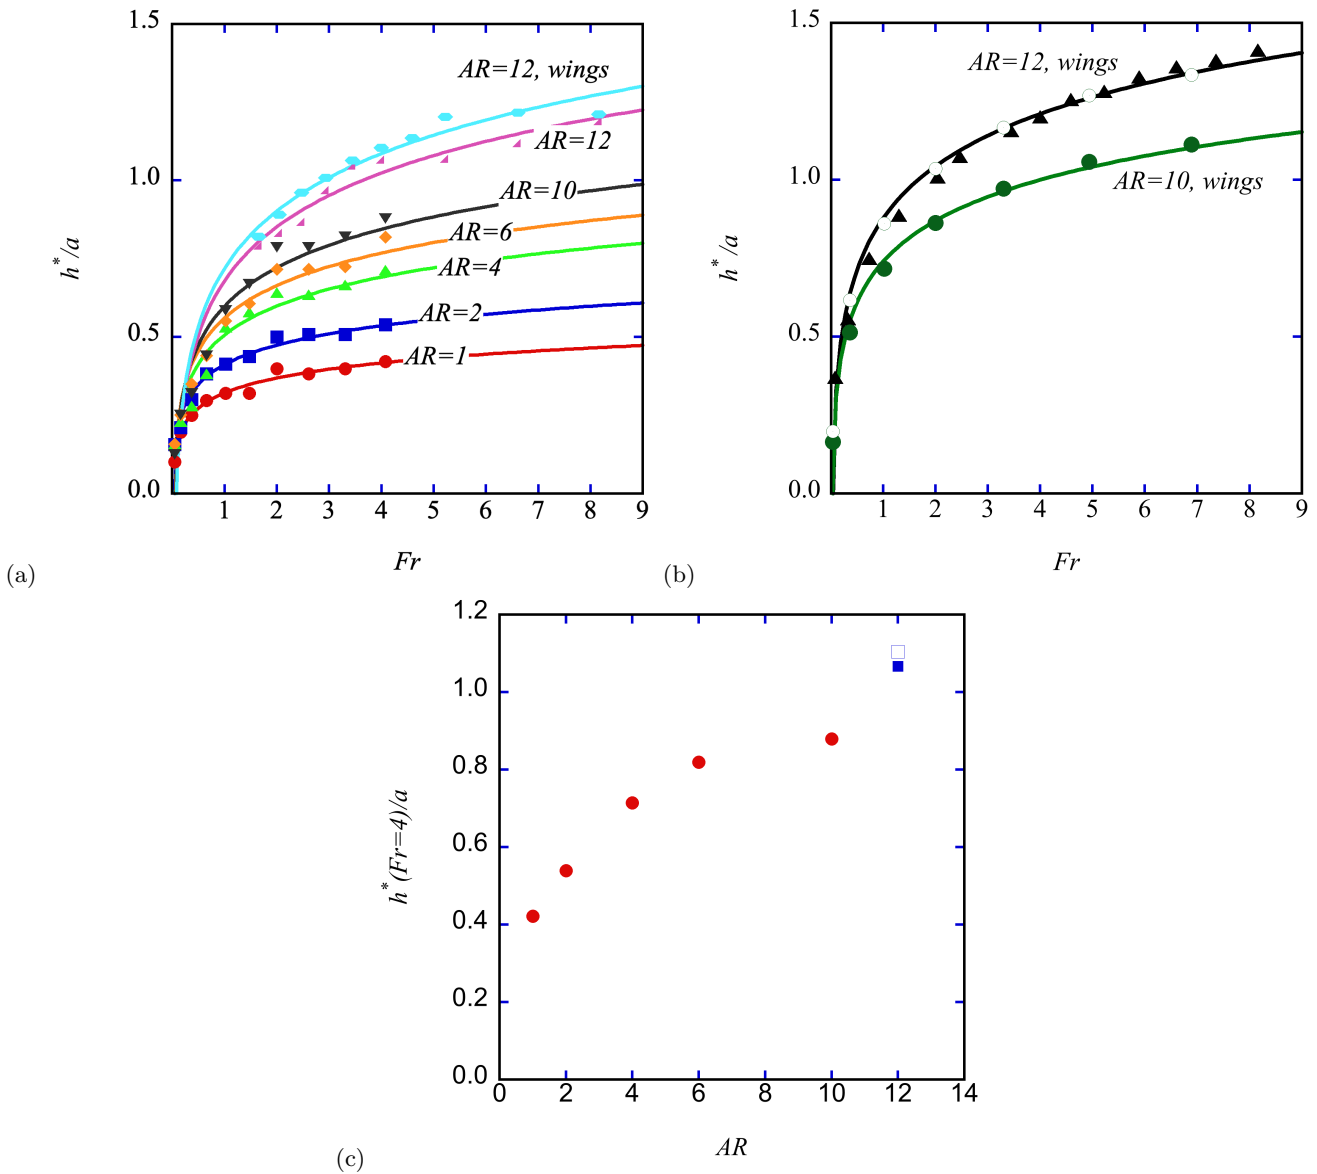 1.5
1.0
0.5
0.0
h*/a
AR=12, wings
AR=12
AR=10
AR=6
AR=4
AR=2
AR=1
1 2 3 4 5 6 7 8 9
Fr
(a)
1.5
1.0
0.5
0.0
h*/a
AR=12, wings
AR=10, wings
1 2 3 4 5 6 7 8 9
Fr
(b)
1.2
1.0
0.8
0.6
0.4
0.2
0.0
h*(Fr=4)/a
0 2 4 6 8 10 12 14
AR
(c)